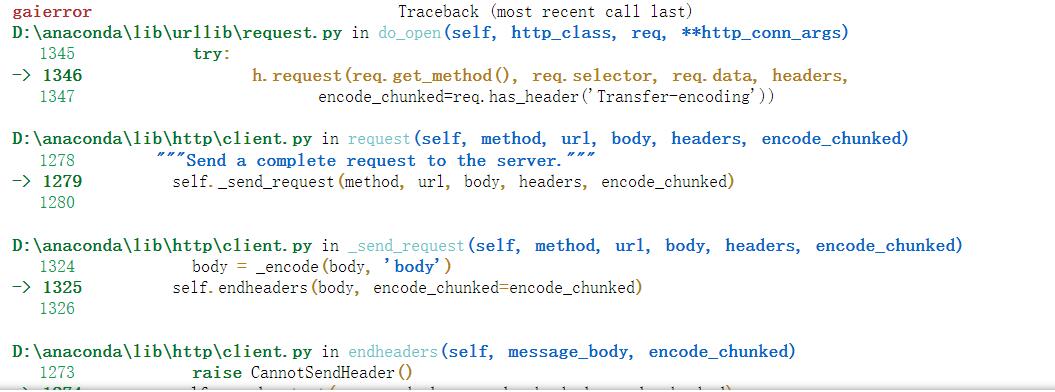 gaierror Traceback (most recent call last)
D:\anaconda\lib\urllib\request.py in do_open(self, http_class, req, **http_conn_args)
1345 try:
-> 1346 h.request(req.get_method(), req.selector, req.data, headers,
1347 encode_chunked=req.has_header('Transfer-encoding'))
D:\anaconda\lib\http\client.py in request(self, method, url, body, headers, encode_chunked)
1278 """Send a complete request to the server."""
-> 1279 self._send_request(method, url, body, headers, encode_chunked)
1280
D:\anaconda\lib\http\client.py in _send_request(self, method, url, body, headers, encode_chunked)
1324 body = _encode(body, 'body')
-> 1325 self.endheaders(body, encode_chunked=encode_chunked)
1326
D:\anaconda\lib\http\client.py in endheaders(self, message_body, encode_chunked)
1273 raise CannotSendHeader()